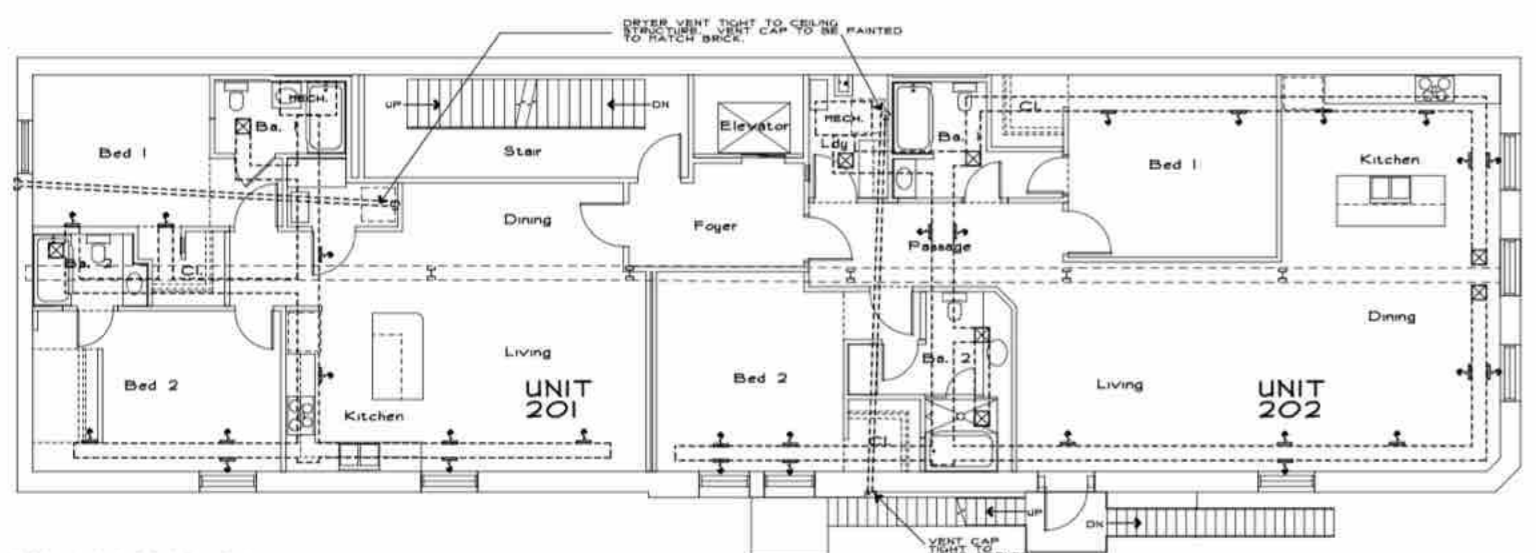 DRYER VENT TIGHT TO CEILING
STRUCTURE. VENT CAP TO BE PAINTED
TO MATCH BRICK.
UP
DN
Stair
Elevator
MECH.
Ba.
Bed 1
MECH.
Ldy
Ba.
Cl.
Bed 1
Kitchen
Dining
Foyer
Passage
Ba. 2
Cl.
Dining
Living
Bed 2
Kitchen
UNIT
201
Bed 2
Ba. 2
Cl.
Living
UNIT
202
UP
DN
VENT CAP
TIGHT TO